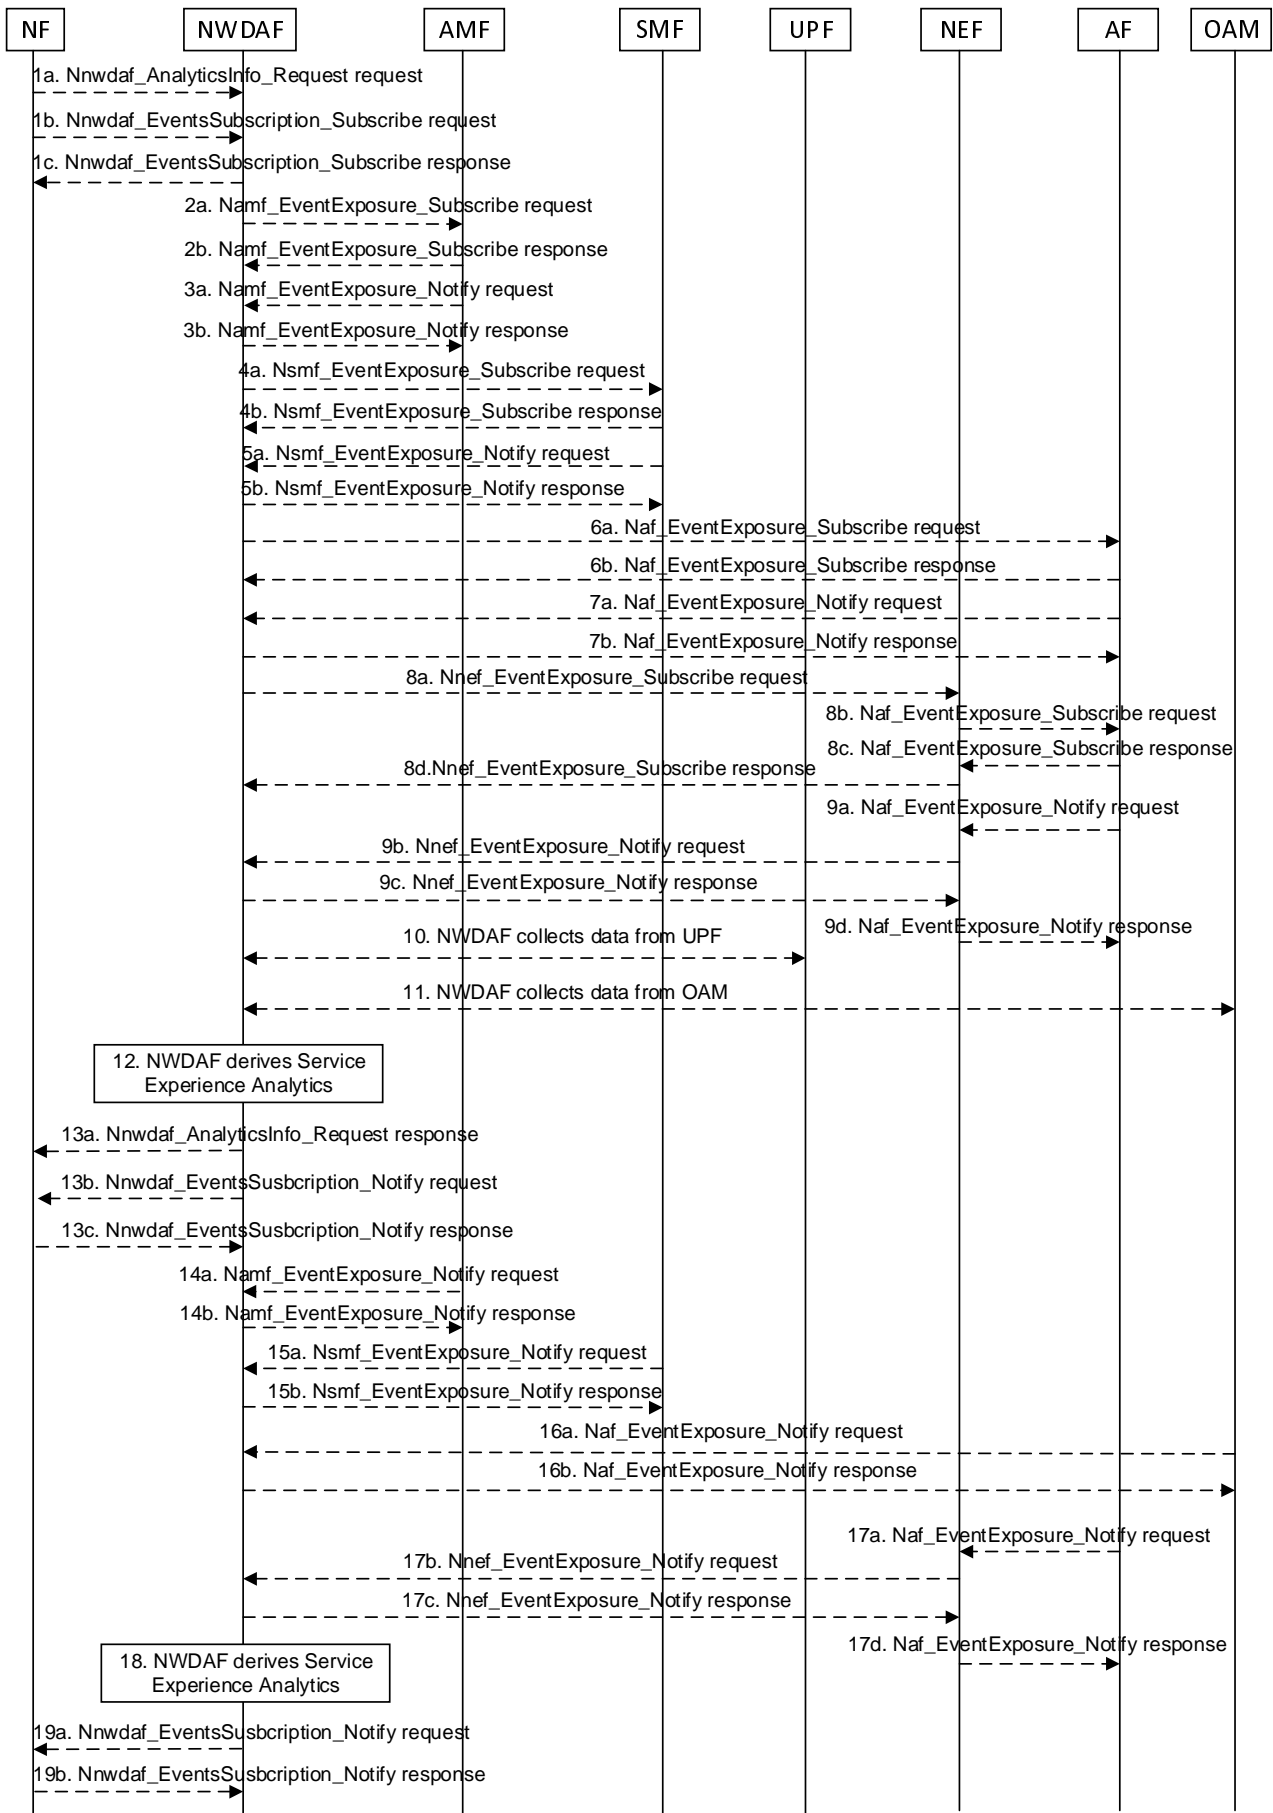 NF NWDAF AMF SMF UPF NEF AF OAM
1a. Nnwdaf_AnalyticsInfo_Request request
1b. Nnwdaf_EventsSubscription_Subscribe request
1c. Nnwdaf_EventsSubscription_Subscribe response
2a. Namf_EventExposure_Subscribe request
2b. Namf_EventExposure_Subscribe response
3a. Namf_EventExposure_Notify request
3b. Namf_EventExposure_Notify response
4a. Nsmf_EventExposure_Subscribe request
4b. Nsmf_EventExposure_Subscribe response
5a. Nsmf_EventExposure_Notify request
5b. Nsmf_EventExposure_Notify response
6a. Naf_EventExposure_Subscribe request
6b. Naf_EventExposure_Subscribe response
7a. Naf_EventExposure_Notify request
7b. Naf_EventExposure_Notify response
8a. Nnef_EventExposure_Subscribe request
8b. Naf_EventExposure_Subscribe request
8c. Naf_EventExposure_Subscribe response
8d.Nnef_EventExposure_Subscribe response
9a. Naf_EventExposure_Notify request
9b. Nnef_EventExposure_Notify request
9c. Nnef_EventExposure_Notify response
9d. Naf_EventExposure_Notify response
10. NWDAF collects data from UPF
11. NWDAF collects data from OAM
12. NWDAF derives Service
Experience Analytics
13a. Nnwdaf_AnalyticsInfo_Request response
13b. Nnwdaf_EventsSusbcription_Notify request
13c. Nnwdaf_EventsSusbcription_Notify response
14a. Namf_EventExposure_Notify request
14b. Namf_EventExposure_Notify response
15a. Nsmf_EventExposure_Notify request
15b. Nsmf_EventExposure_Notify response
16a. Naf_EventExposure_Notify request
16b. Naf_EventExposure_Notify response
17a. Naf_EventExposure_Notify request
17b. Nnef_EventExposure_Notify request
17c. Nnef_EventExposure_Notify response
17d. Naf_EventExposure_Notify response
18. NWDAF derives Service
Experience Analytics
19a. Nnwdaf_EventsSusbcription_Notify request
19b. Nnwdaf_EventsSusbcription_Notify response